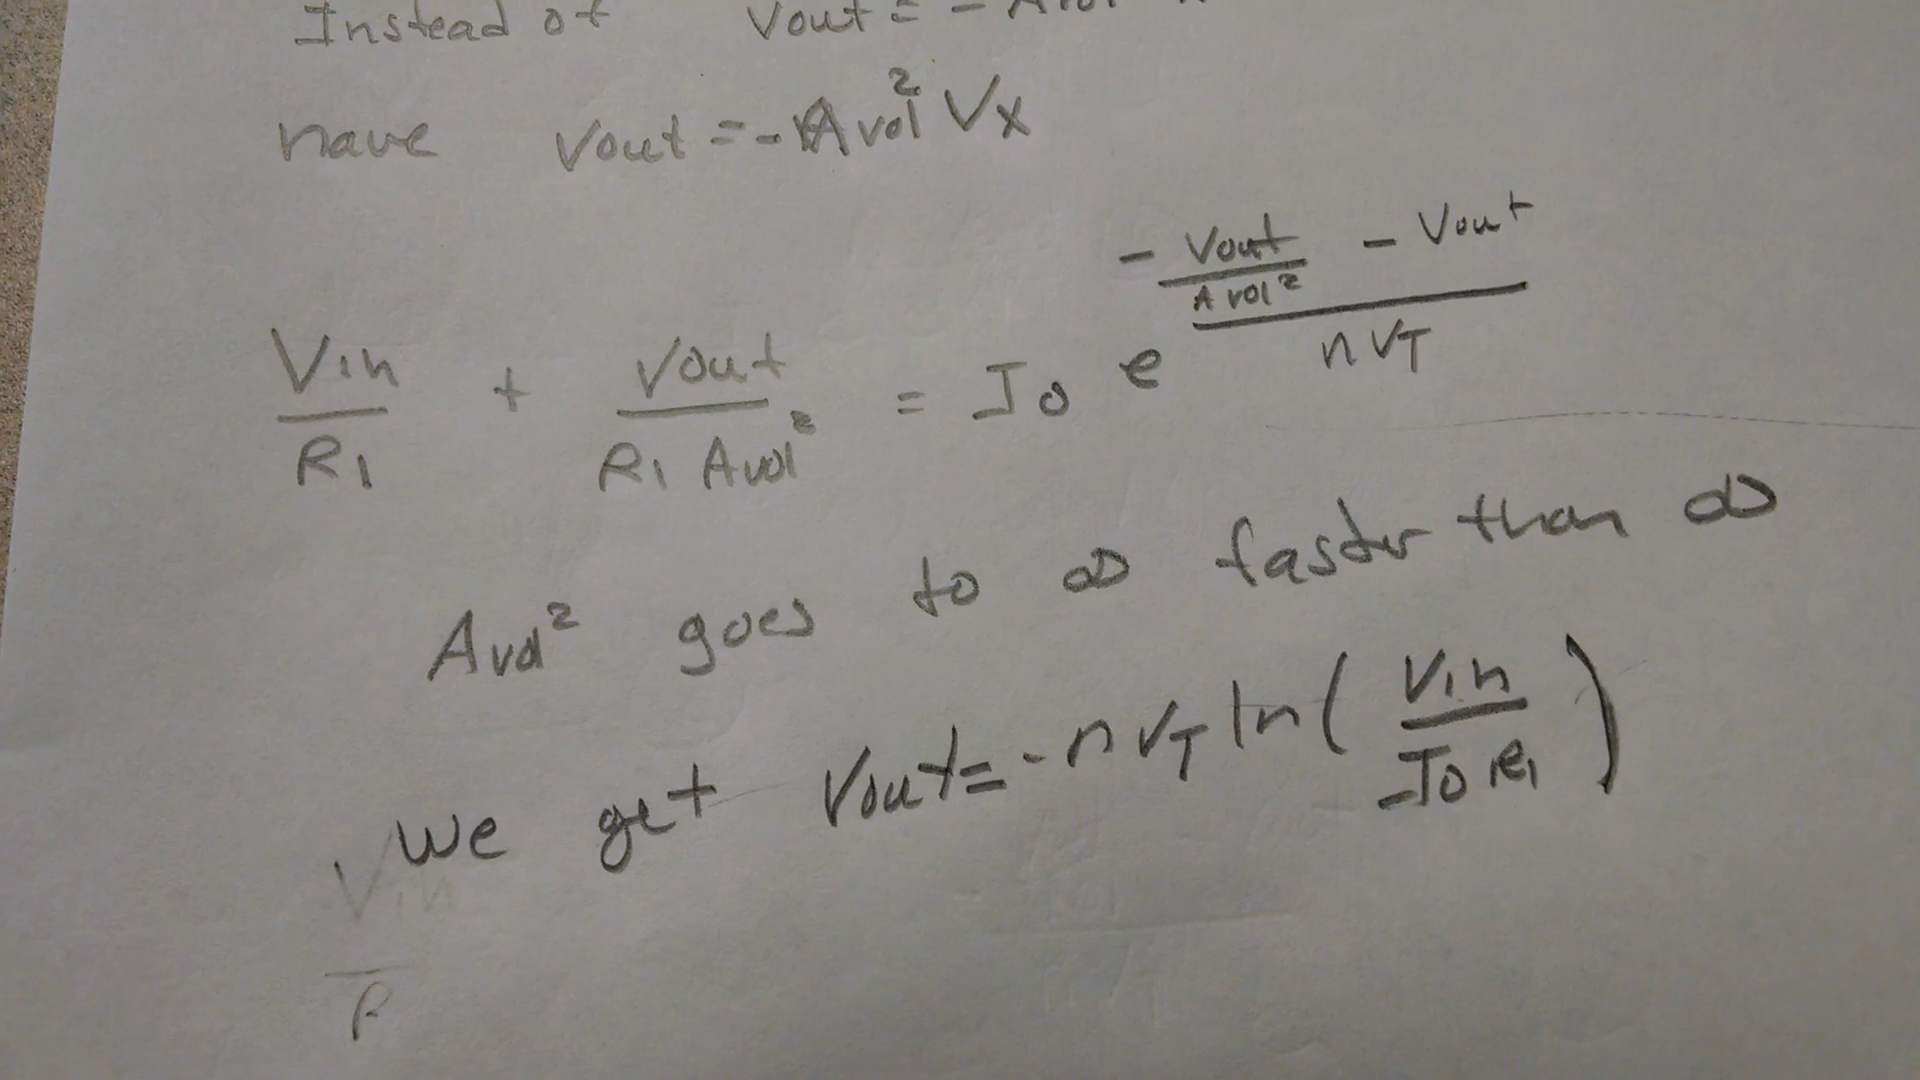 Instead of Vout = -
have Vout = - Avol² Vx
Vin/R1 + Vout/(R1 Avol²) = Io e^((-Vout/Avol² - Vout)/(nVT))
Avol² goes to ∞ faster than ∞
We get Vout = -nVT ln(Vin/(Io R1))
Vin
R